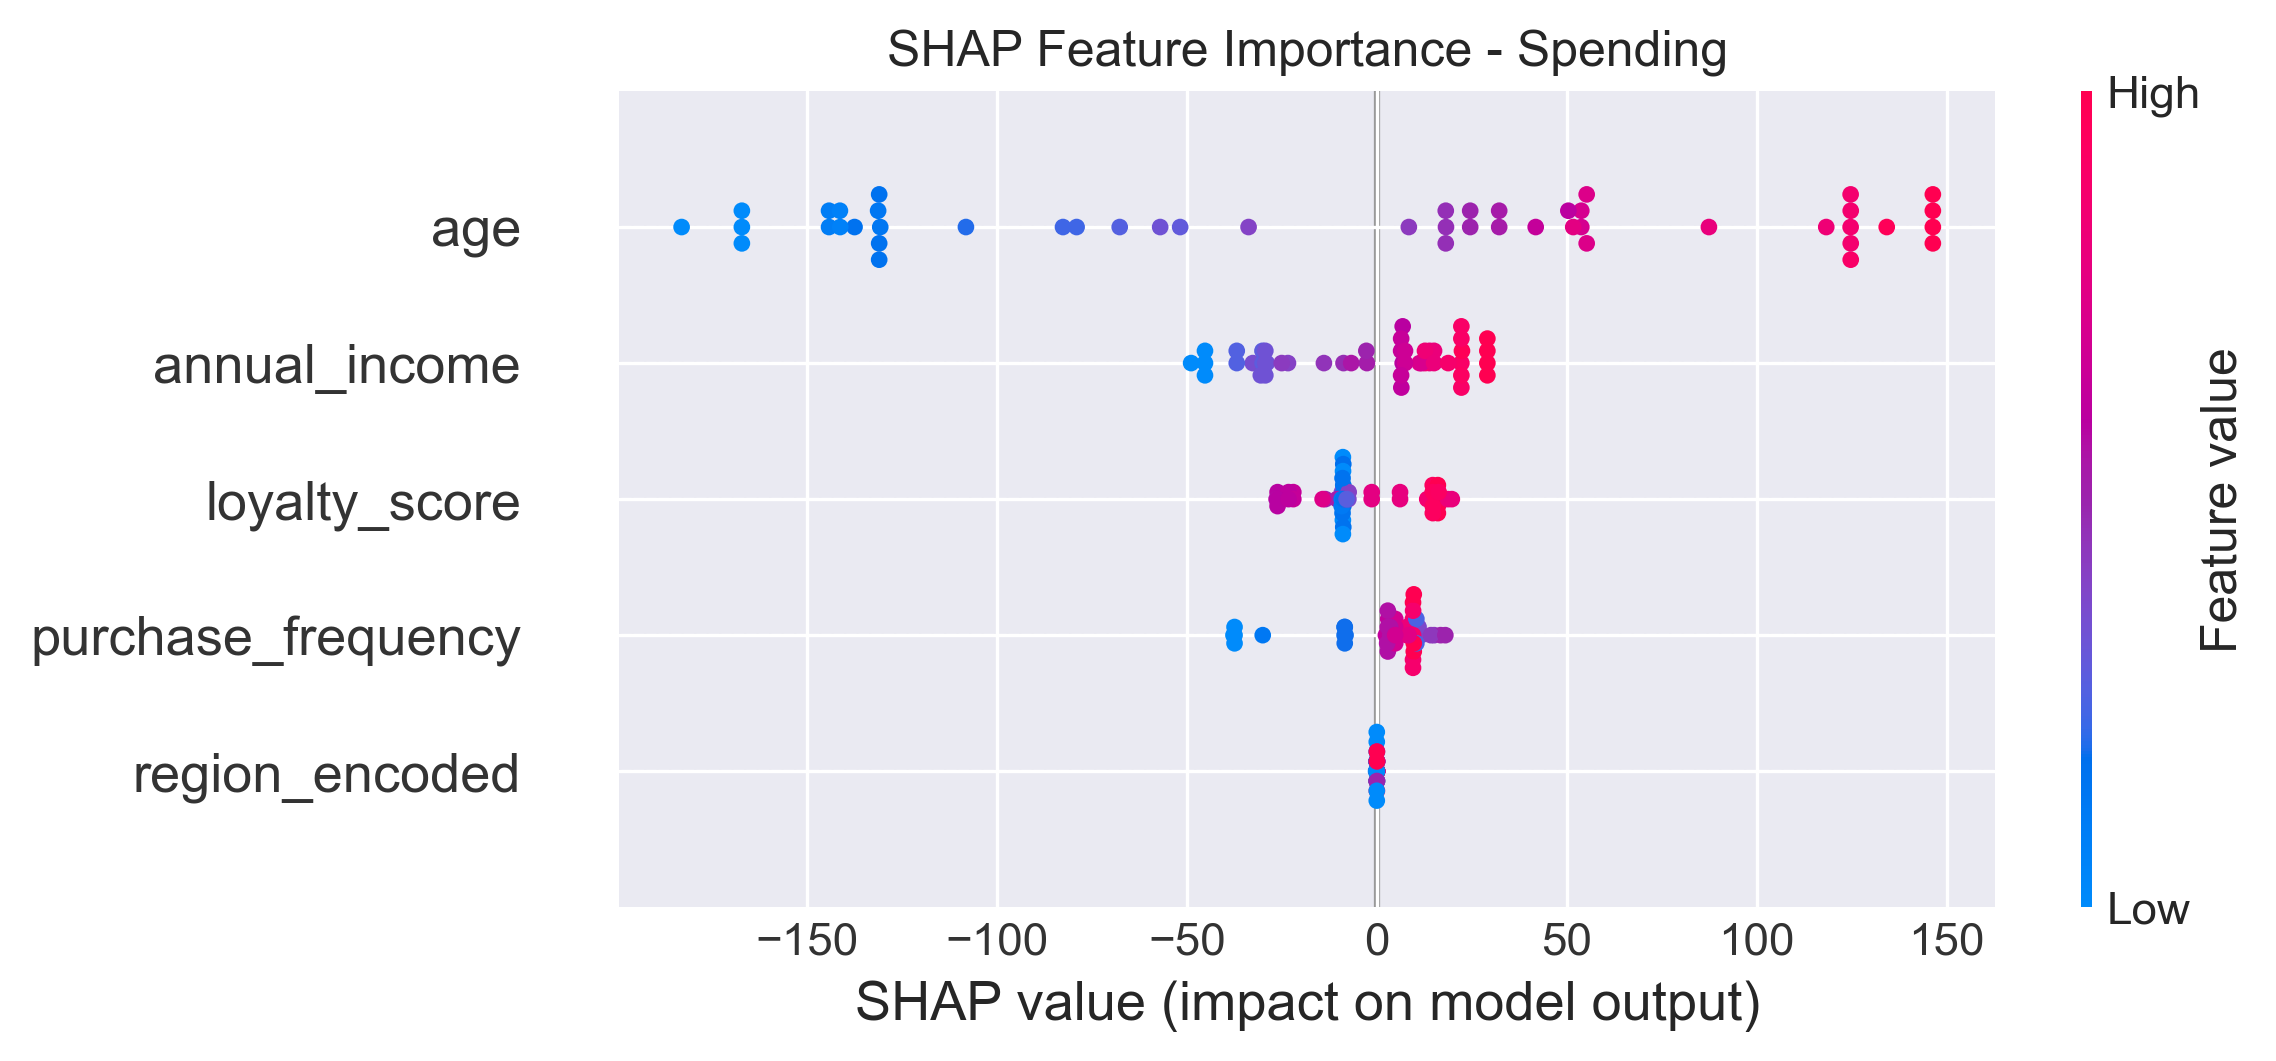 SHAP Feature Importance - Spending
High
age
annual_income
loyalty_score
purchase_frequency
region_encoded
Feature value
Low
−150
−100
−50
0
50
100
150
SHAP value (impact on model output)